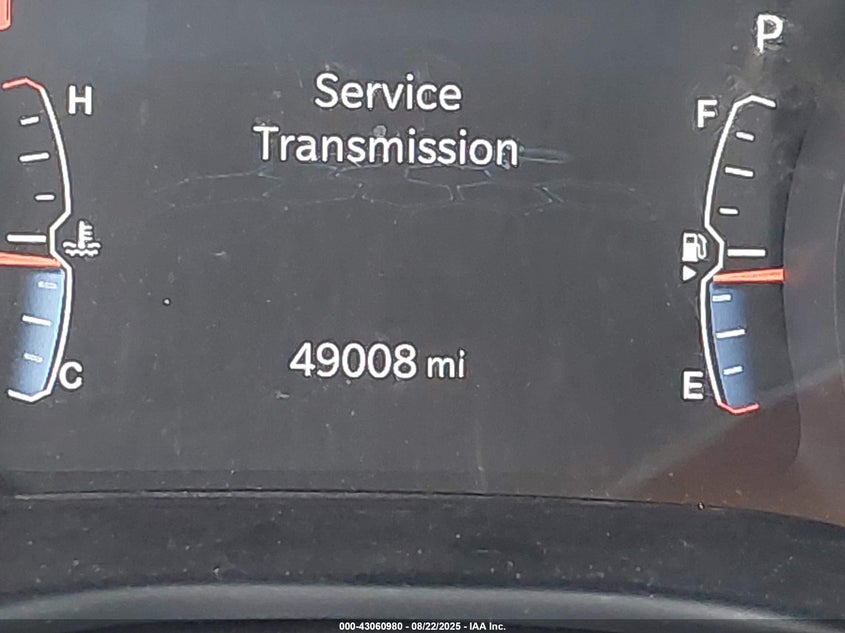 P
H
F
Service
Transmission
49008 mi
C
E
000-43060980 - 08/22/2025 - IAA Inc.